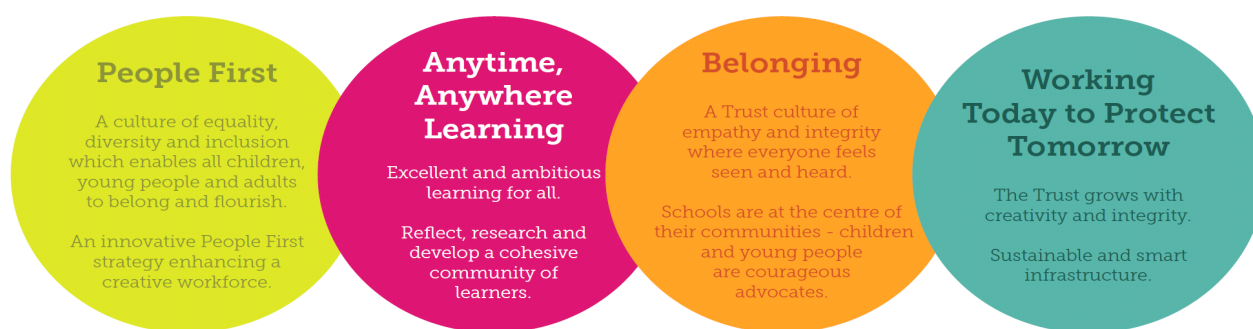 People First
A culture of equality,
diversity and inclusion
which enables all children,
young people and adults
to belong and flourish.
An innovative People First
strategy enhancing a
creative workforce.
Anytime,
Anywhere
Learning
Excellent and ambitious
learning for all.
Reflect, research and
develop a cohesive
community of
learners.
Belonging
A Trust culture of
empathy and integrity
where everyone feels
seen and heard.
Schools are at the centre of
their communities - children
and young people
are courageous
advocates.
Working
Today to Protect
Tomorrow
The Trust grows with
creativity and integrity.
Sustainable and smart
infrastructure.